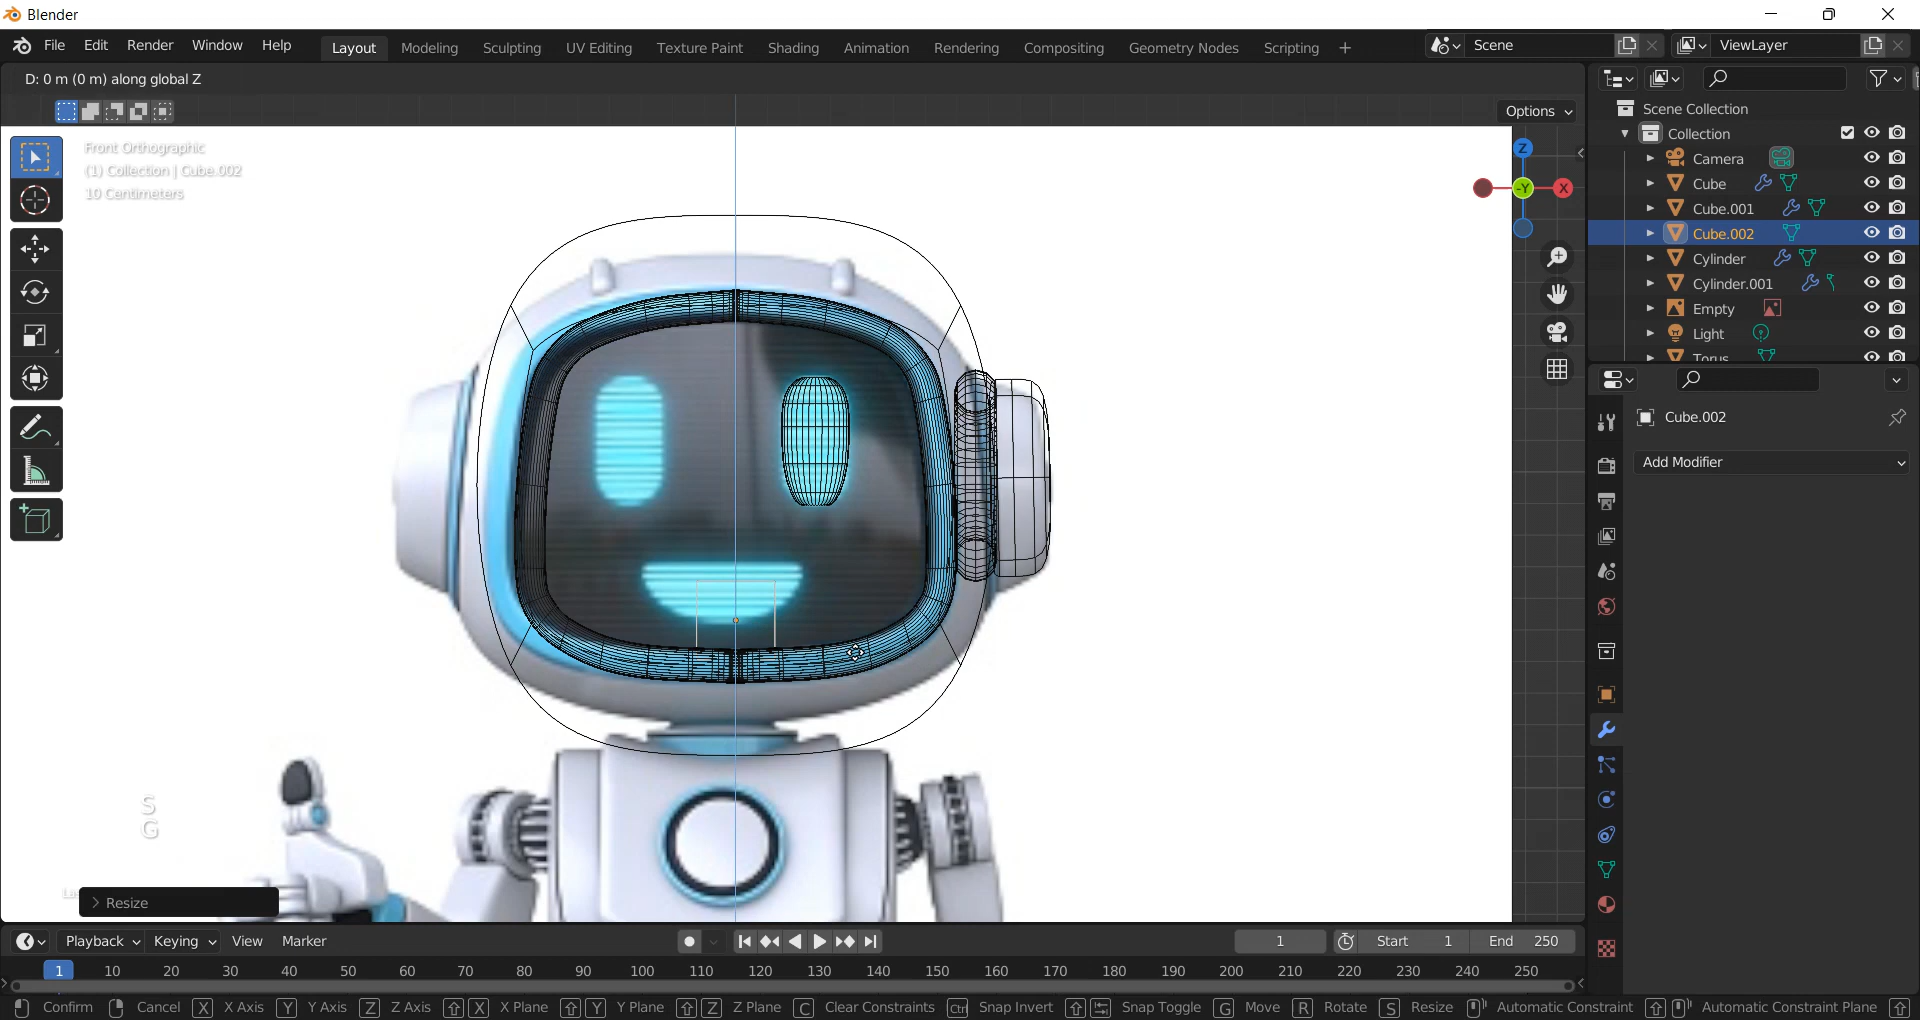 Blender
File Edit Render Window Help Layout Modeling Sculpting UV Editing Texture Paint Shading Animation Rendering Compositing Geometry Nodes Scripting + Scene ViewLayer
D: 0 m (0 m) along global Z
Options
Front Orthographic
(1) Collection | Cube.002
10 Centimeters
Z
-Y
X
Scene Collection
Collection
Camera
Cube
Cube.001
Cube.002
Cylinder
Cylinder.001
Empty
Light
Torus
Cube.002
Add Modifier
S
G
Resize
Playback Keying View Marker 1 Start 1 End 250
1 10 20 30 40 50 60 70 80 90 100 110 120 130 140 150 160 170 180 190 200 210 220 230 240 250
Confirm Cancel X X Axis Y Y Axis Z Z Axis X X Plane Y Y Plane Z Z Plane C Clear Constraints Ctrl Snap Invert Snap Toggle G Move R Rotate S Resize Automatic Constraint Automatic Constraint Plane